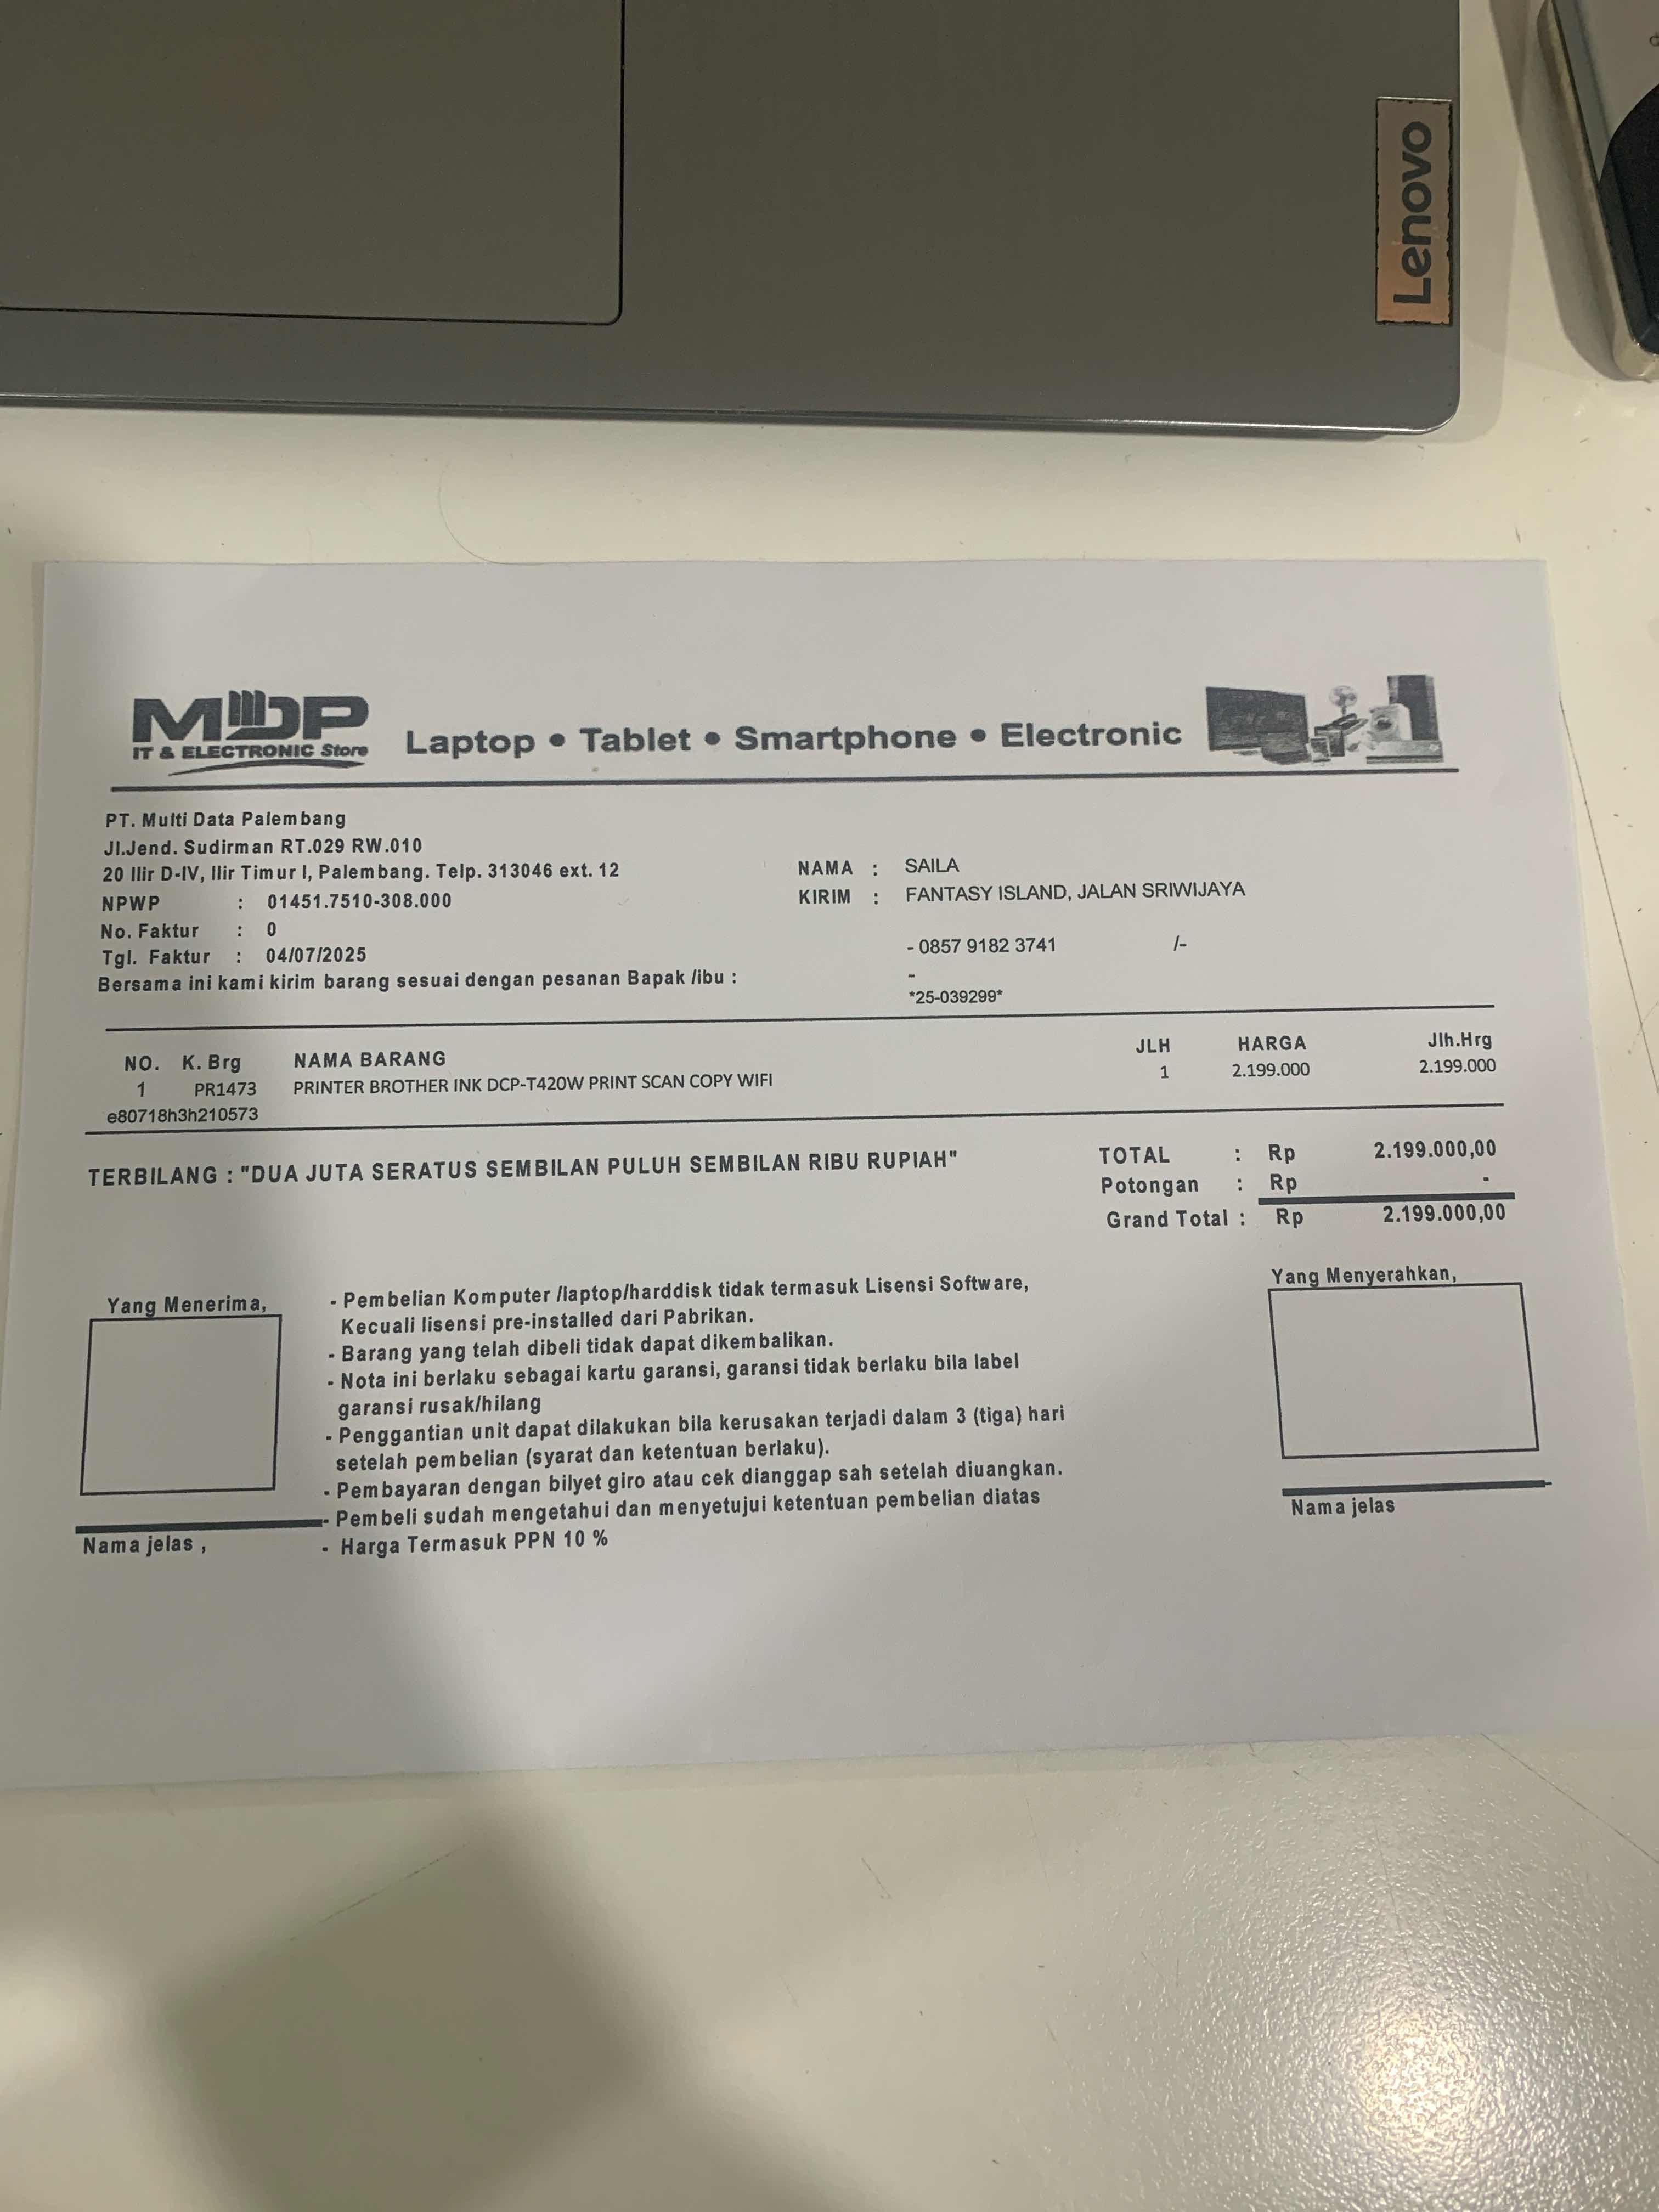 Lenovo
MDP
IT & ELECTRONIC Store
Laptop • Tablet • Smartphone • Electronic
PT. Multi Data Palembang
Jl.Jend. Sudirman RT.029 RW.010
20 Ilir D-IV, Ilir Timur I, Palembang. Telp. 313046 ext. 12
NPWP : 01451.7510-308.000
No. Faktur : 0
Tgl. Faktur : 04/07/2025
Bersama ini kami kirim barang sesuai dengan pesanan Bapak /ibu :
NAMA : SAILA
KIRIM : FANTASY ISLAND, JALAN SRIWIJAYA
- 0857 9182 3741 /-
-
*25-039299*
NO. K. Brg NAMA BARANG JLH HARGA Jlh.Hrg
1 PR1473 PRINTER BROTHER INK DCP-T420W PRINT SCAN COPY WIFI 1 2.199.000 2.199.000
e80718h3h210573
TERBILANG : "DUA JUTA SERATUS SEMBILAN PULUH SEMBILAN RIBU RUPIAH"
TOTAL : Rp 2.199.000,00
Potongan : Rp -
Grand Total : Rp 2.199.000,00
Yang Menerima,
Nama jelas ,
- Pembelian Komputer /laptop/harddisk tidak termasuk Lisensi Software,
Kecuali lisensi pre-installed dari Pabrikan.
- Barang yang telah dibeli tidak dapat dikembalikan.
- Nota ini berlaku sebagai kartu garansi, garansi tidak berlaku bila label
garansi rusak/hilang
- Penggantian unit dapat dilakukan bila kerusakan terjadi dalam 3 (tiga) hari
setelah pembelian (syarat dan ketentuan berlaku).
- Pembayaran dengan bilyet giro atau cek dianggap sah setelah diuangkan.
- Pembeli sudah mengetahui dan menyetujui ketentuan pembelian diatas
- Harga Termasuk PPN 10 %
Yang Menyerahkan,
Nama jelas